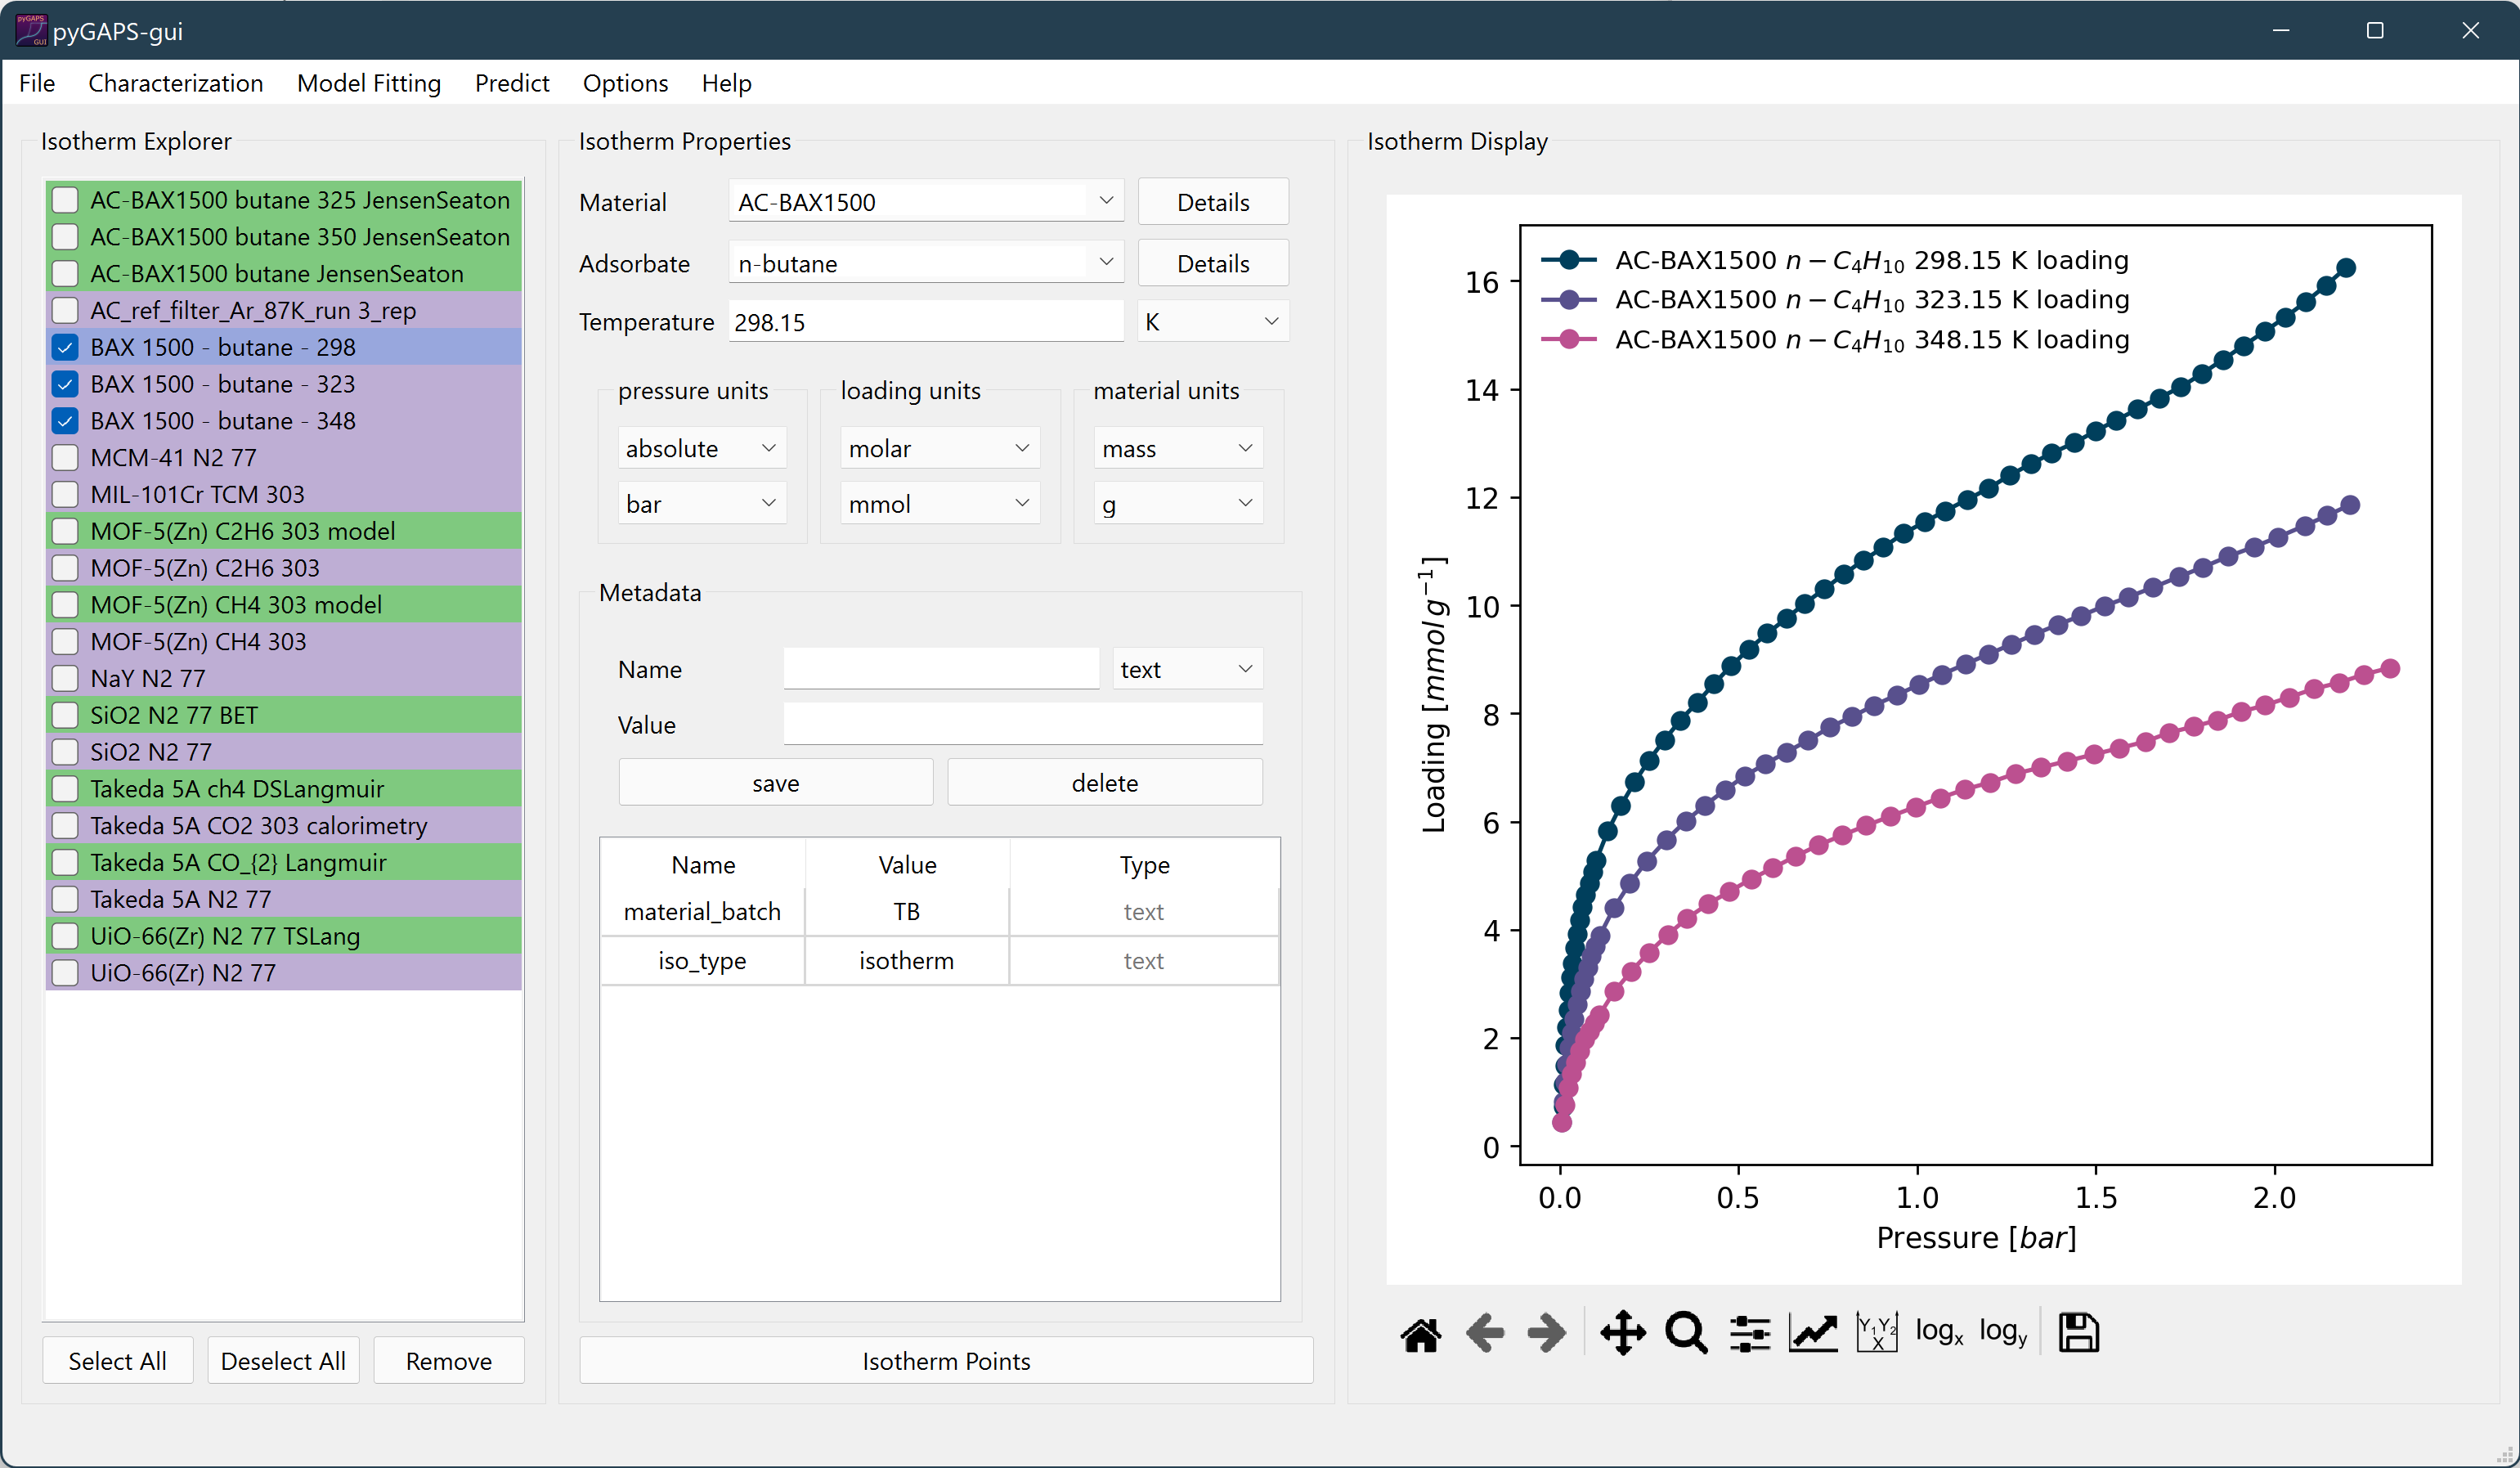 pyGAPS-gui
File Characterization Model Fitting Predict Options Help
Isotherm Explorer
AC-BAX1500 butane 325 JensenSeaton
AC-BAX1500 butane 350 JensenSeaton
AC-BAX1500 butane JensenSeaton
AC_ref_filter_Ar_87K_run 3_rep
BAX 1500 - butane - 298
BAX 1500 - butane - 323
BAX 1500 - butane - 348
MCM-41 N2 77
MIL-101Cr TCM 303
MOF-5(Zn) C2H6 303 model
MOF-5(Zn) C2H6 303
MOF-5(Zn) CH4 303 model
MOF-5(Zn) CH4 303
NaY N2 77
SiO2 N2 77 BET
SiO2 N2 77
Takeda 5A ch4 DSLangmuir
Takeda 5A CO2 303 calorimetry
Takeda 5A CO_{2} Langmuir
Takeda 5A N2 77
UiO-66(Zr) N2 77 TSLang
UiO-66(Zr) N2 77
Select All Deselect All Remove
Isotherm Properties
Material AC-BAX1500 Details
Adsorbate n-butane Details
Temperature 298.15 K
pressure units loading units material units
absolute molar mass
bar mmol g
Metadata
Name text
Value
save delete
Name Value Type
material_batch TB text
iso_type isotherm text
Isotherm Points
Isotherm Display
AC-BAX1500 n − C₄H₁₀ 298.15 K loading
AC-BAX1500 n − C₄H₁₀ 323.15 K loading
AC-BAX1500 n − C₄H₁₀ 348.15 K loading
16
14
12
10
8
6
4
2
0
Loading [mmol g⁻¹]
0.0 0.5 1.0 1.5 2.0
Pressure [bar]
Y₁Y₂
X
logₓ log_y